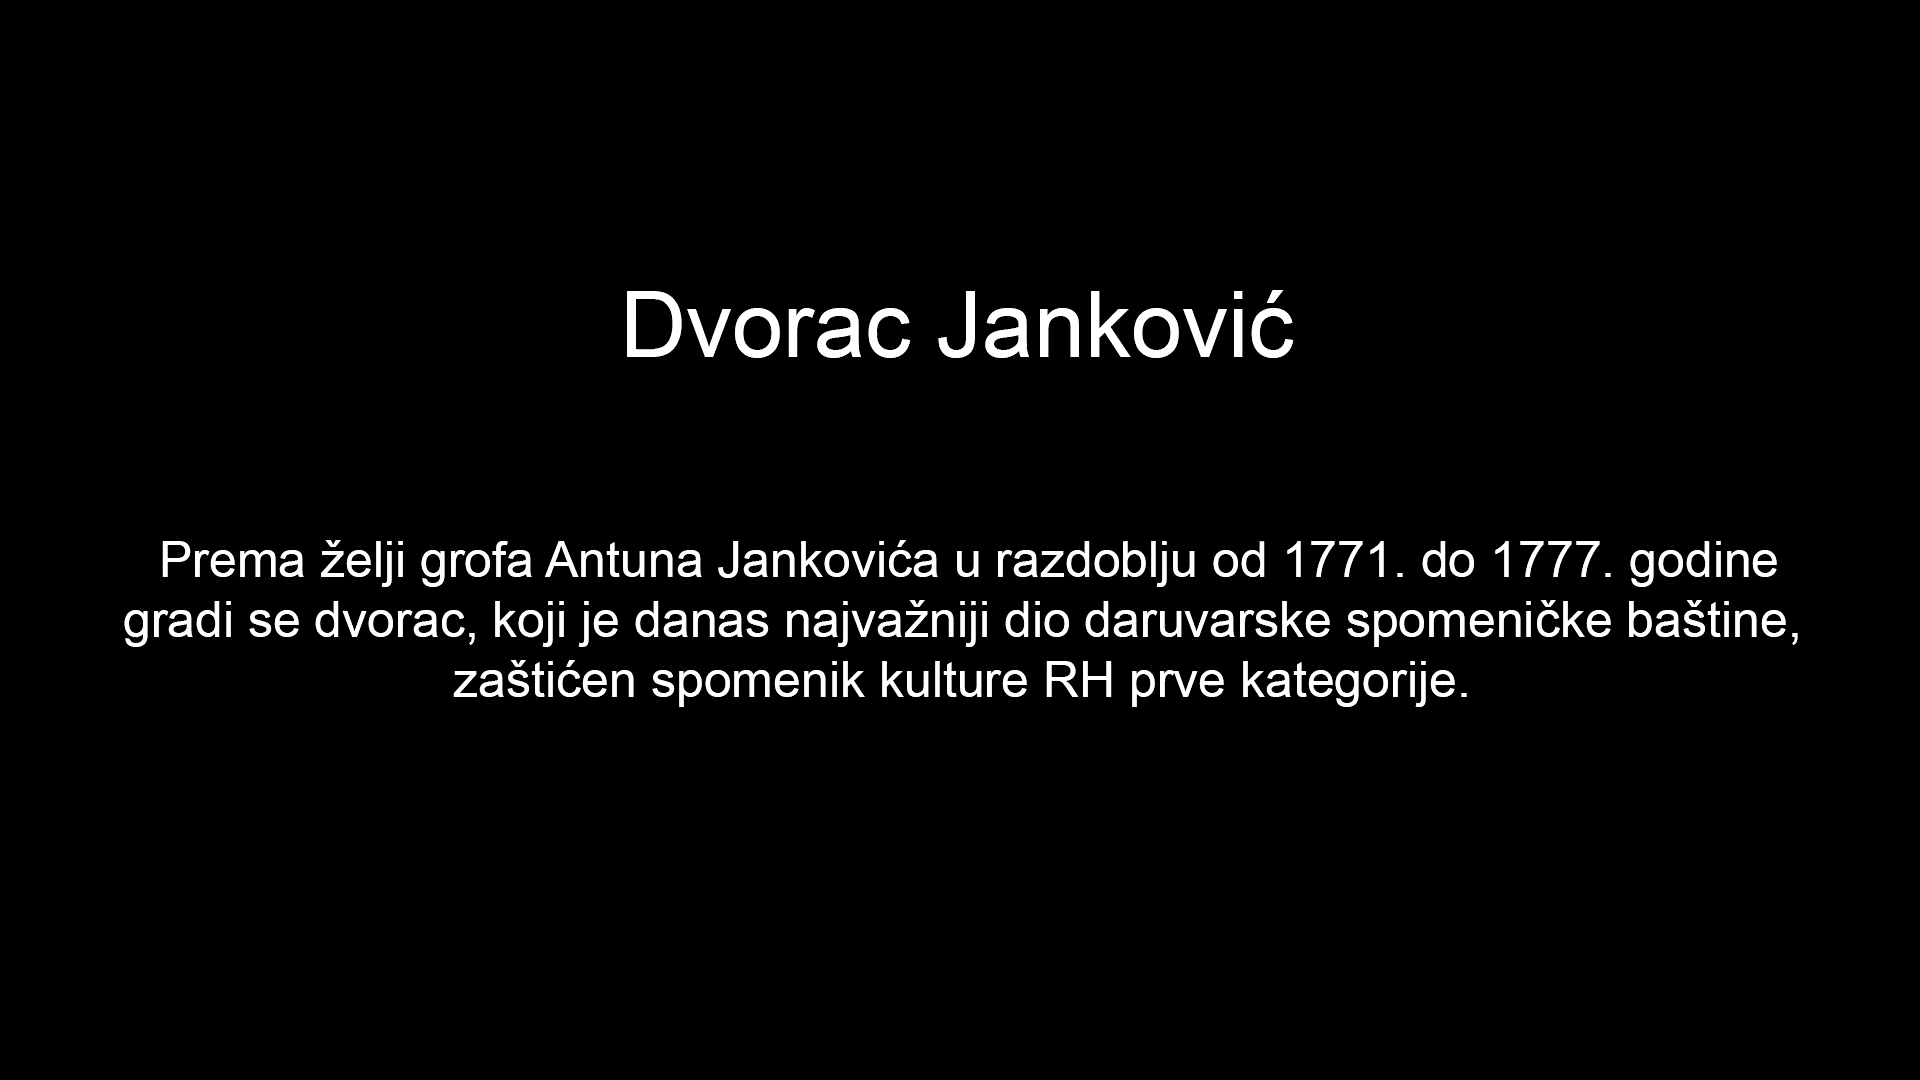 Dvorac Janković
Prema želji grofa Antuna Jankovića u razdoblju od 1771. do 1777. godine
gradi se dvorac, koji je danas najvažniji dio daruvarske spomeničke baštine,
zaštićen spomenik kulture RH prve kategorije.